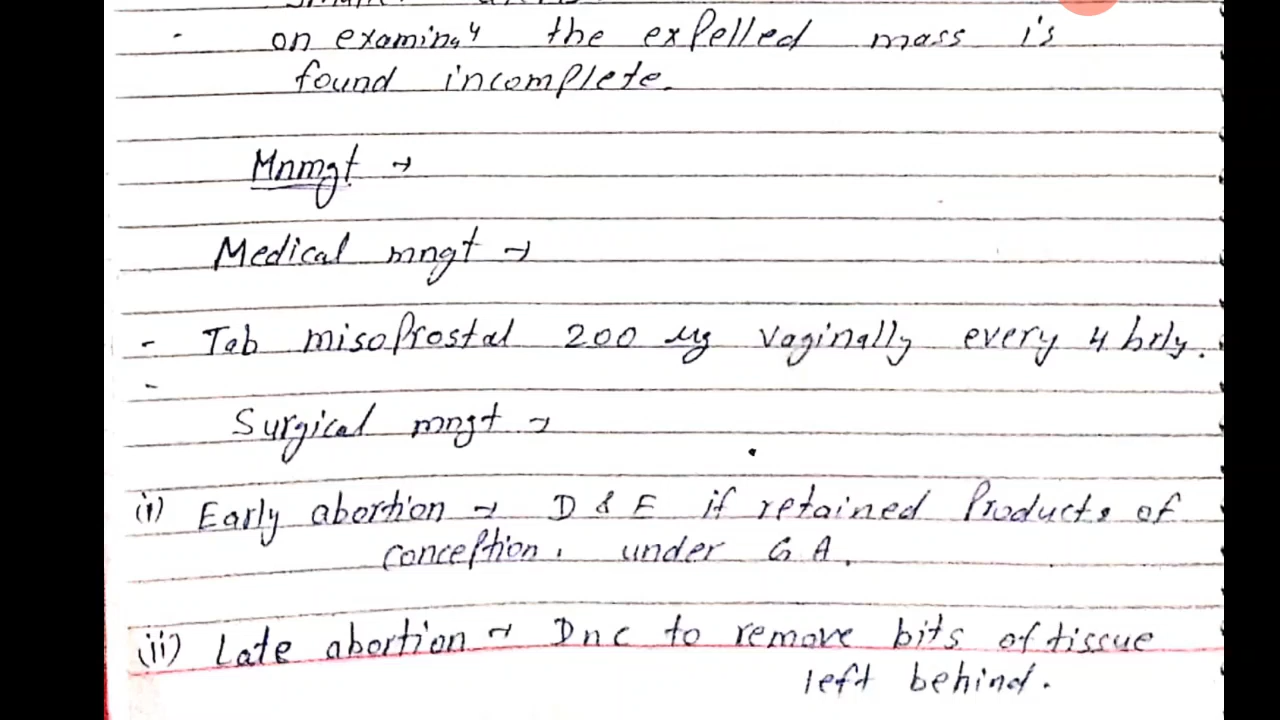 - on examinⁿ the expelled mass is
found incomplete.
Mnmgt →
Medical mngt →
- Tab misoprostal 200 µg vaginally every 4 hrly.
-
Surgical mngt →
(i) Early abortion → D & E if retained Products of
conception. under G A.
(ii) Late abortion → Dnc to remove bits of tissue
left behind.